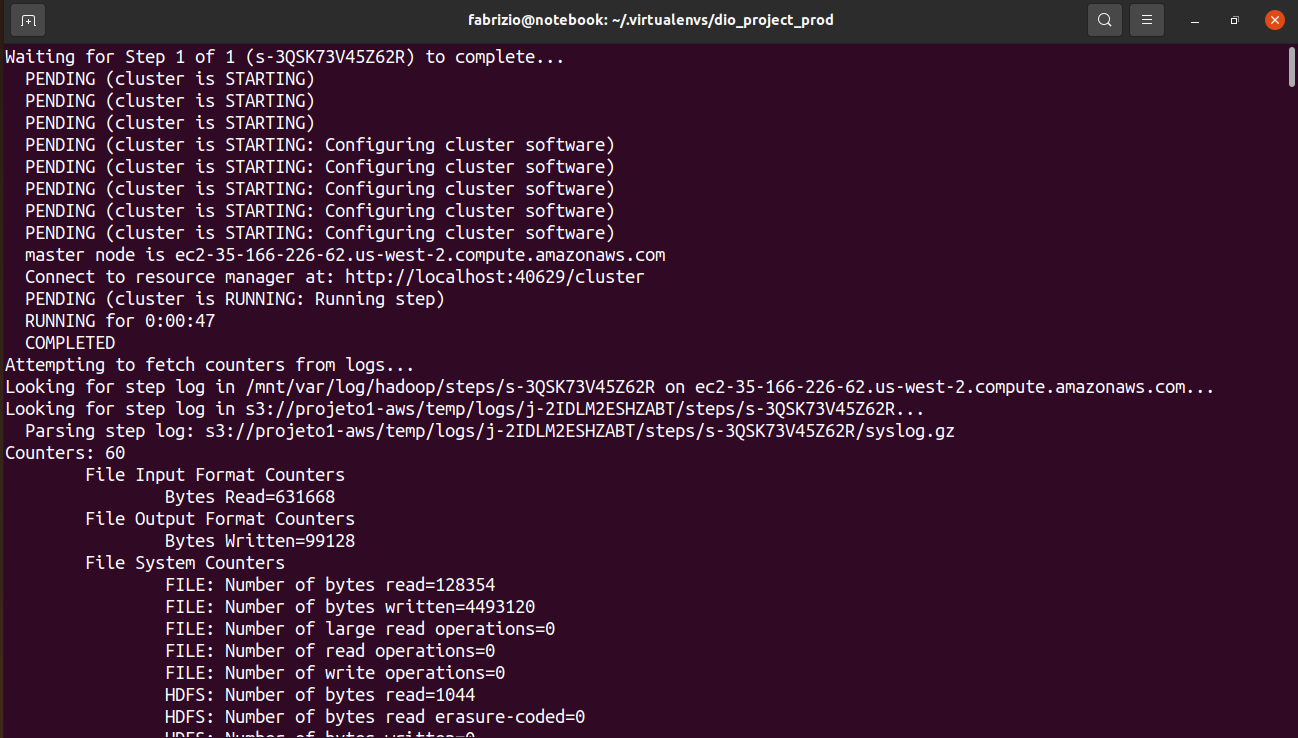 fabrizio@notebook: ~/.virtualenvs/dio_project_prod
Waiting for Step 1 of 1 (s-3QSK73V45Z62R) to complete...
  PENDING (cluster is STARTING)
  PENDING (cluster is STARTING)
  PENDING (cluster is STARTING)
  PENDING (cluster is STARTING: Configuring cluster software)
  PENDING (cluster is STARTING: Configuring cluster software)
  PENDING (cluster is STARTING: Configuring cluster software)
  PENDING (cluster is STARTING: Configuring cluster software)
  PENDING (cluster is STARTING: Configuring cluster software)
  master node is ec2-35-166-226-62.us-west-2.compute.amazonaws.com
  Connect to resource manager at: http://localhost:40629/cluster
  PENDING (cluster is RUNNING: Running step)
  RUNNING for 0:00:47
  COMPLETED
Attempting to fetch counters from logs...
Looking for step log in /mnt/var/log/hadoop/steps/s-3QSK73V45Z62R on ec2-35-166-226-62.us-west-2.compute.amazonaws.com...
Looking for step log in s3://projeto1-aws/temp/logs/j-2IDLM2ESHZABT/steps/s-3QSK73V45Z62R...
  Parsing step log: s3://projeto1-aws/temp/logs/j-2IDLM2ESHZABT/steps/s-3QSK73V45Z62R/syslog.gz
Counters: 60
        File Input Format Counters
                Bytes Read=631668
        File Output Format Counters
                Bytes Written=99128
        File System Counters
                FILE: Number of bytes read=128354
                FILE: Number of bytes written=4493120
                FILE: Number of large read operations=0
                FILE: Number of read operations=0
                FILE: Number of write operations=0
                HDFS: Number of bytes read=1044
                HDFS: Number of bytes read erasure-coded=0
                HDFS: Number of bytes written=0